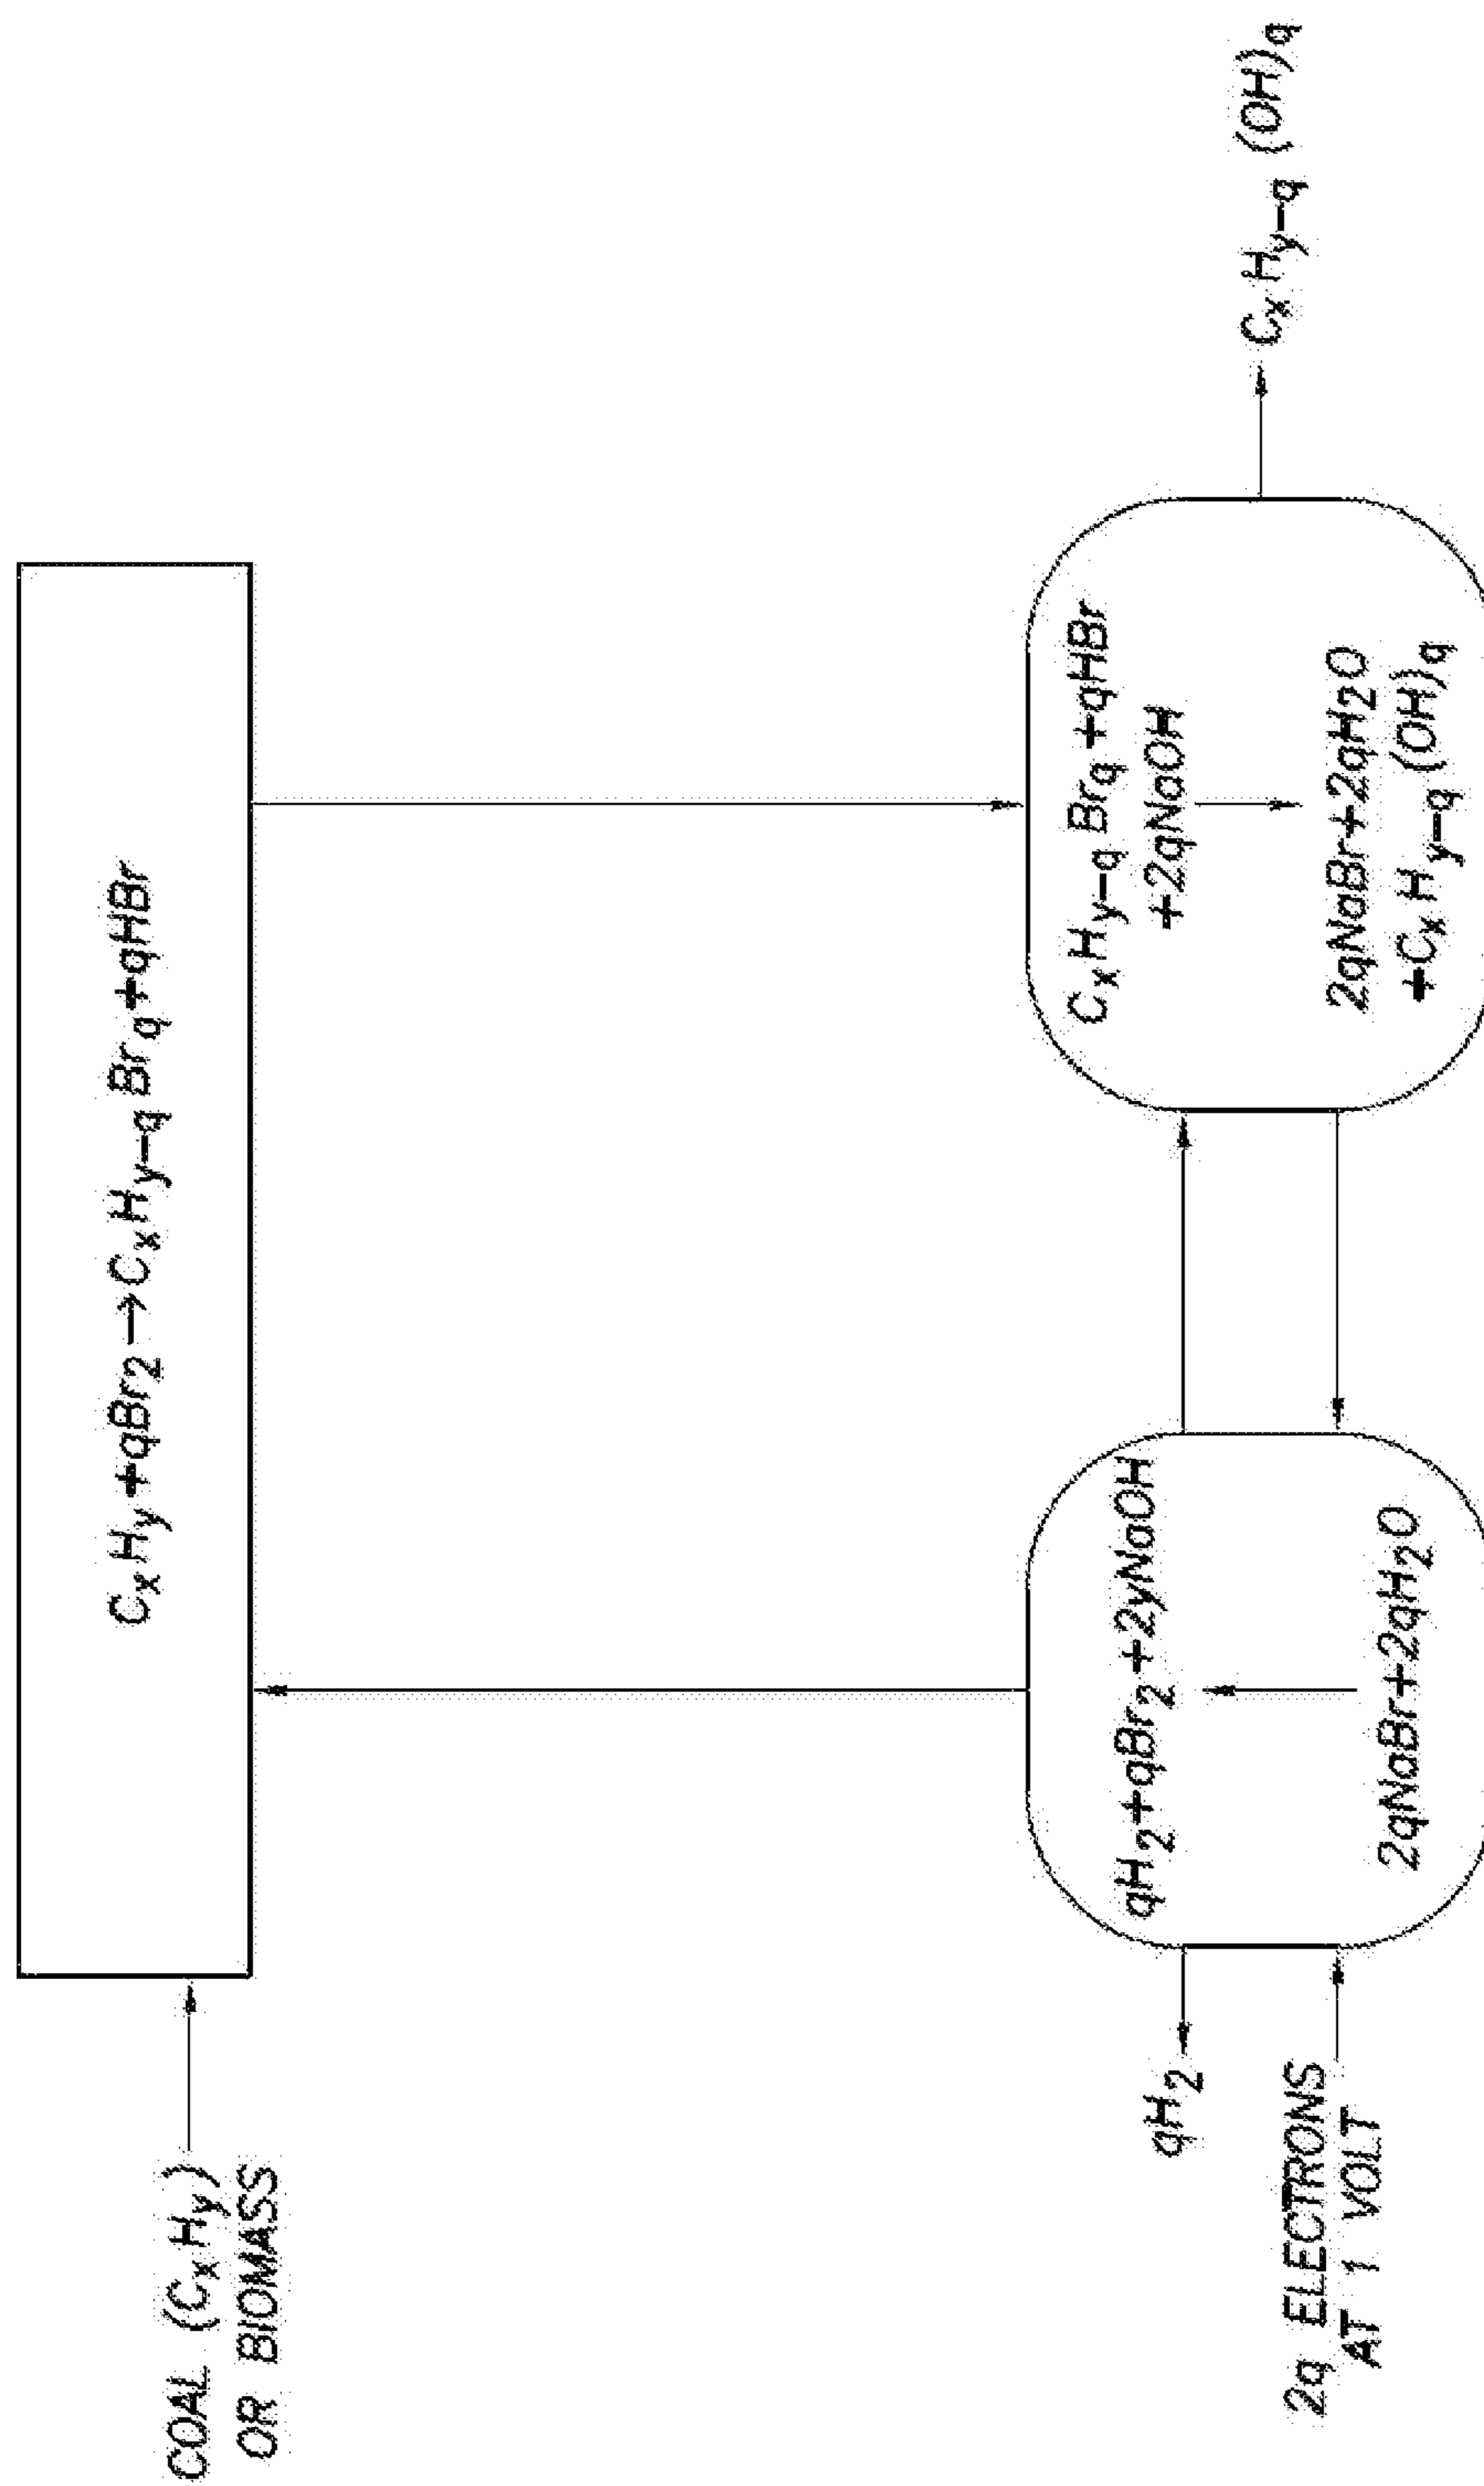 COAL (CₓHy)
OR BIOMASS
CₓHy+qBr₂→CₓHy-qBrq+qHBr
qH₂
2q ELECTRONS
AT 1 VOLT
qH₂+qBr₂+2yNaOH
2qNaBr+2qH₂O
CₓHy-qBrq+qHBr
+2qNaOH
2qNaBr+2qH₂O
+CₓHy-q(OH)q
CₓHy-q(OH)q